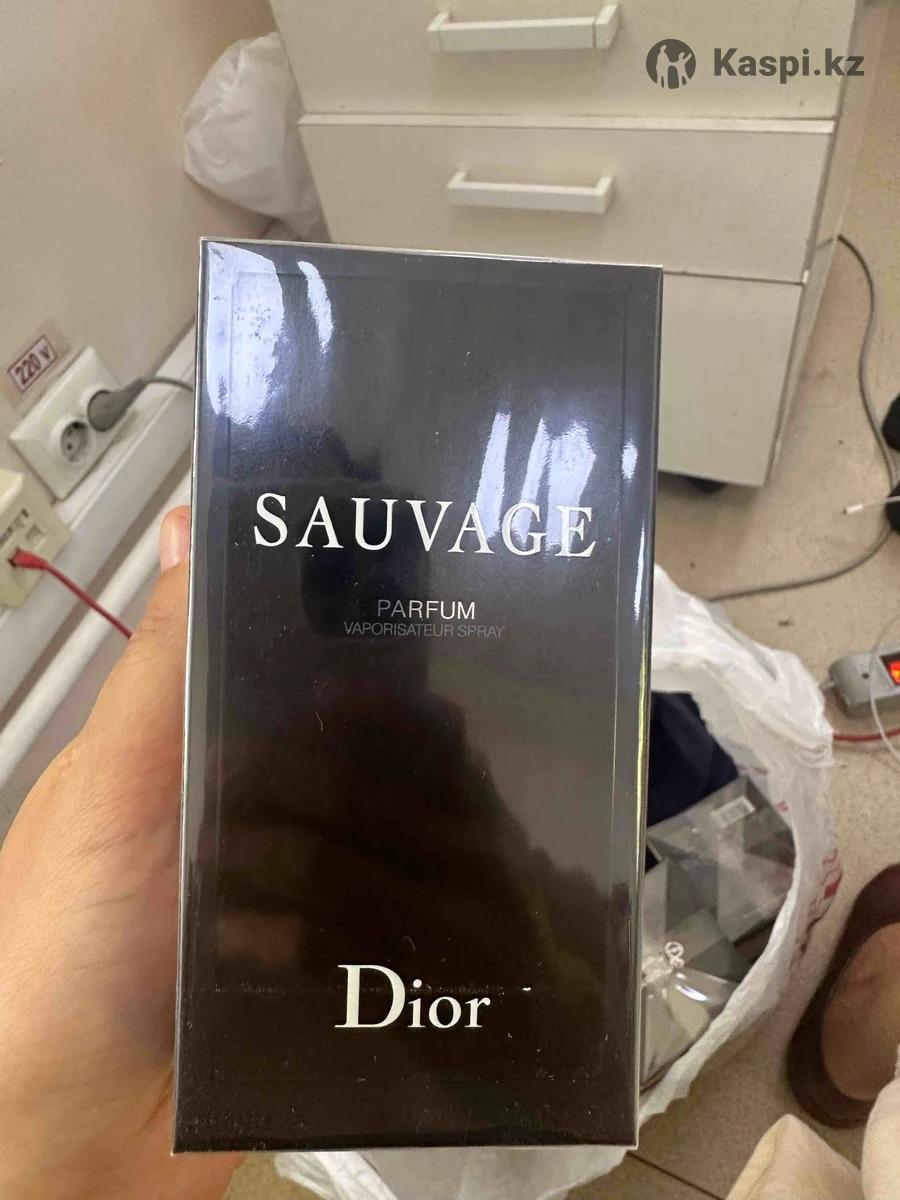 Kaspi.kz
220 v
SAUVAGE
PARFUM
VAPORISATEUR SPRAY
Dior